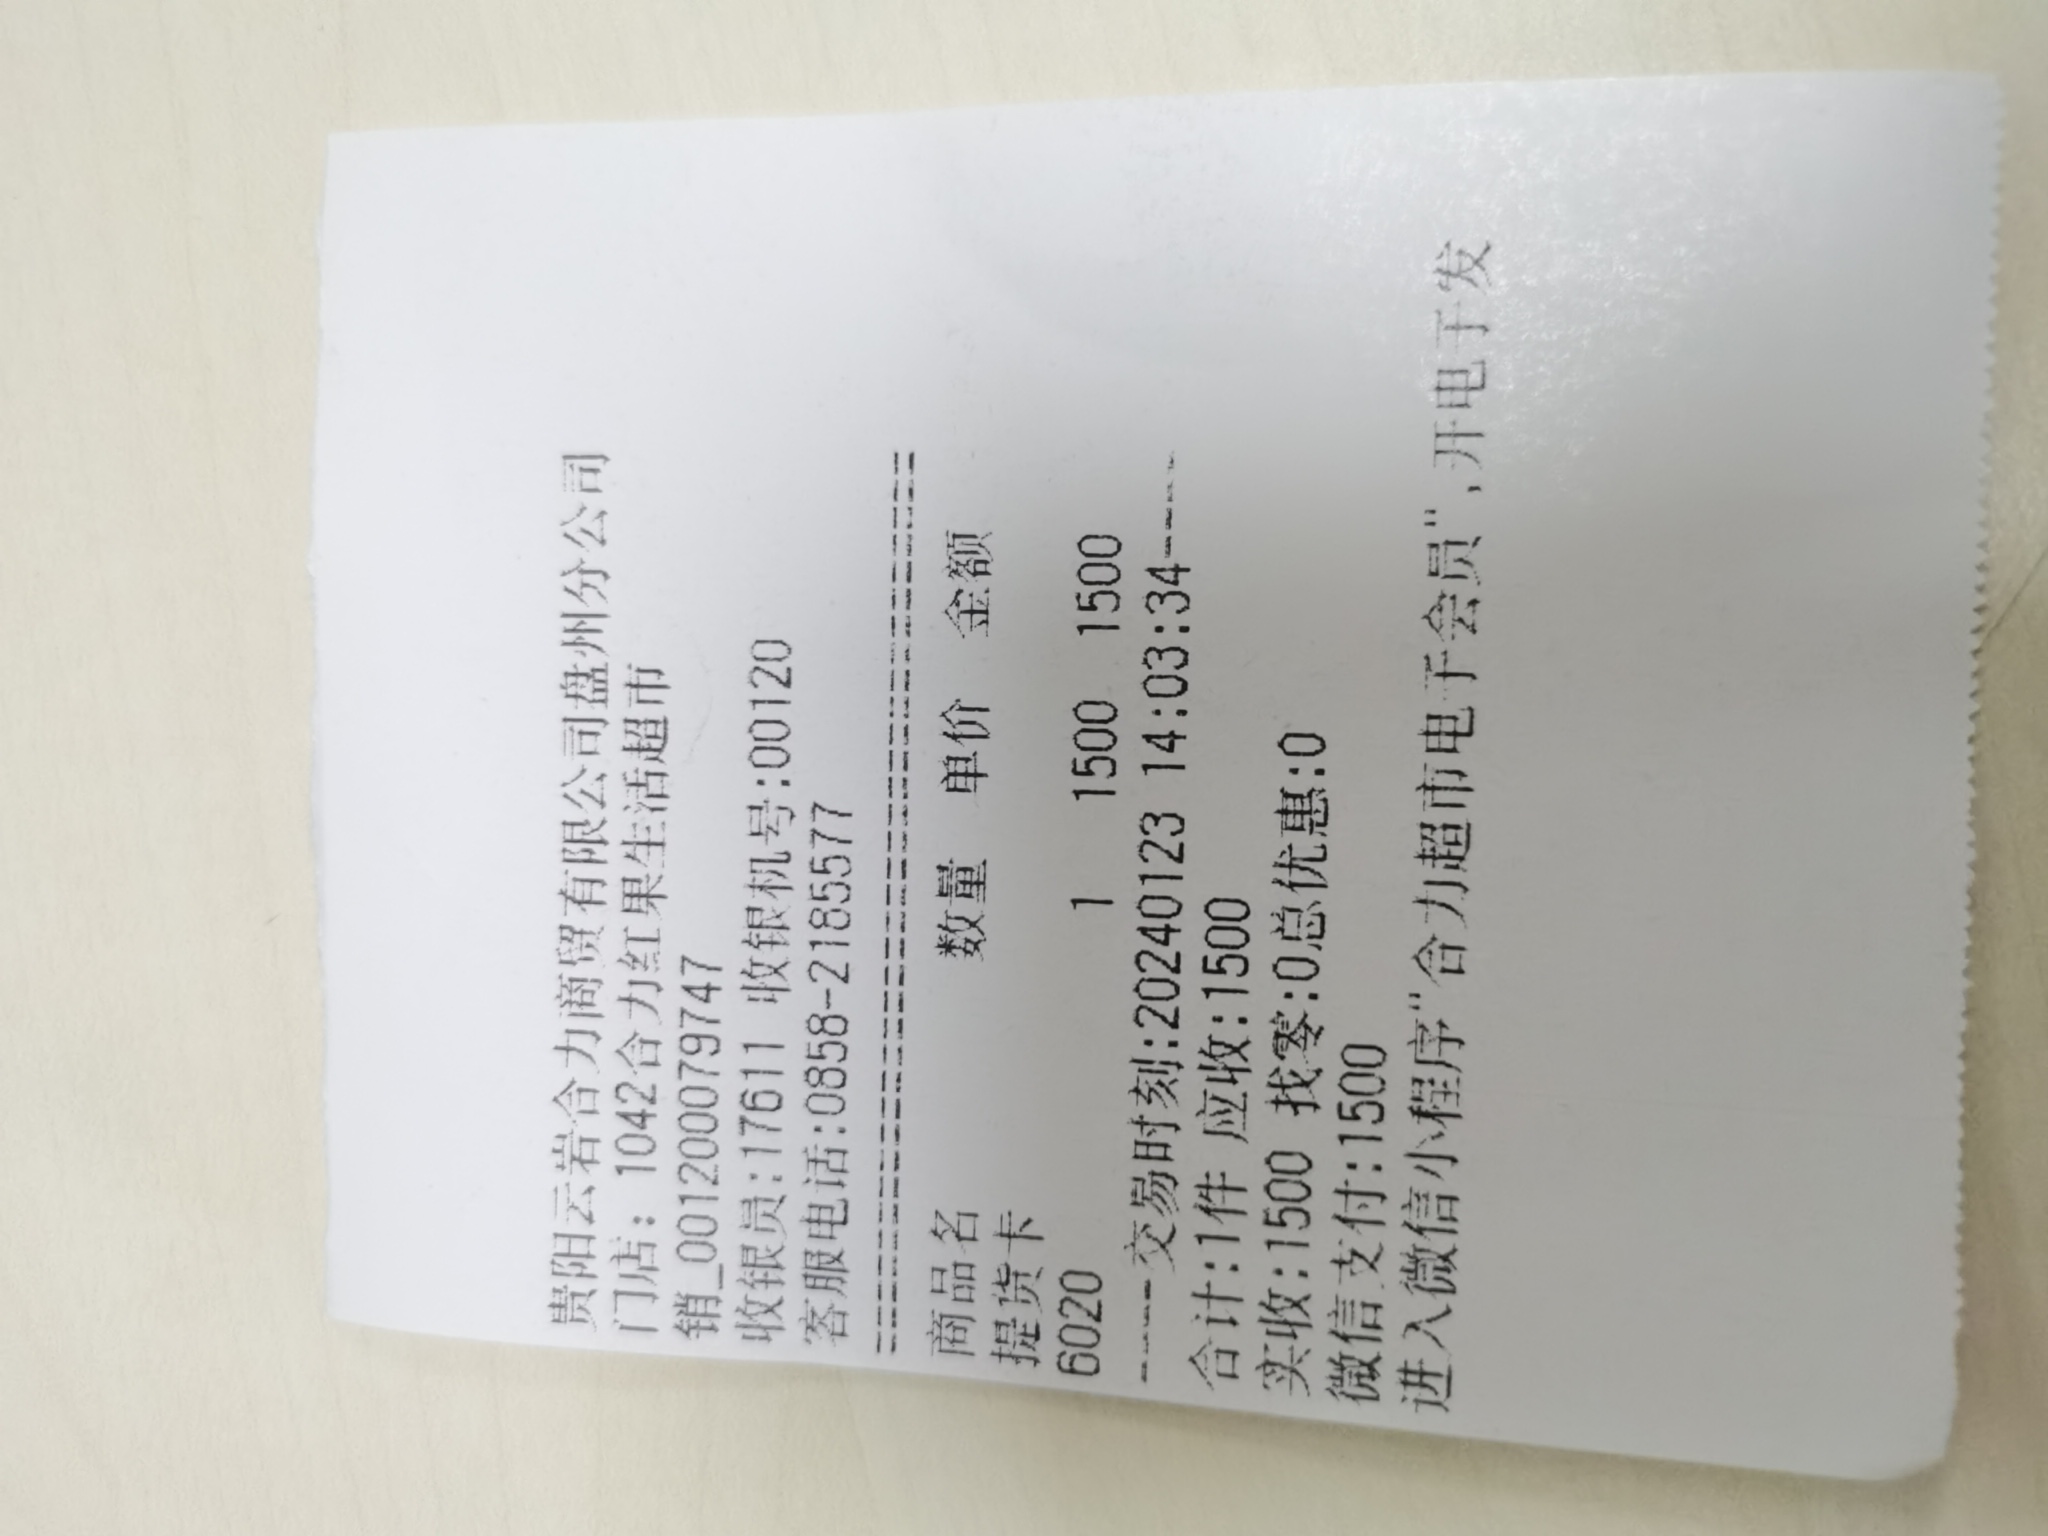 贵阳云岩合力商贸有限公司盘州分公司
门店: 1042合力红果生活超市
销_00120007979747
收银员:17611 收银机号:00120
客服电话:0858-2185577
================================
商品名 数量 单价 金额
提货卡
6020 1 1500 1500
----交易时刻:20240123 14:03:34----
合计:1件 应收:1500
实收:1500 找零:0总优惠:0
微信支付:1500
进入微信小程序"合力超市电子会员",开电子发